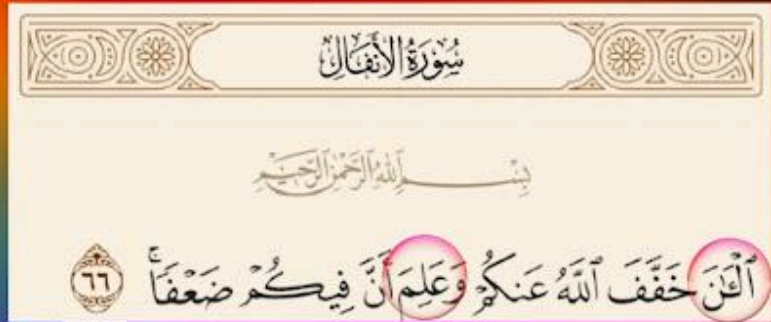 سُورَةُ الأَنفَالِ
بِسْمِ ٱللَّهِ ٱلرَّحْمَٰنِ ٱلرَّحِيمِ
ٱلْـَٰٔنَ خَفَّفَ ٱللَّهُ عَنكُمْ وَعَلِمَ أَنَّ فِيكُمْ ضَعْفًاۚ ٦٦